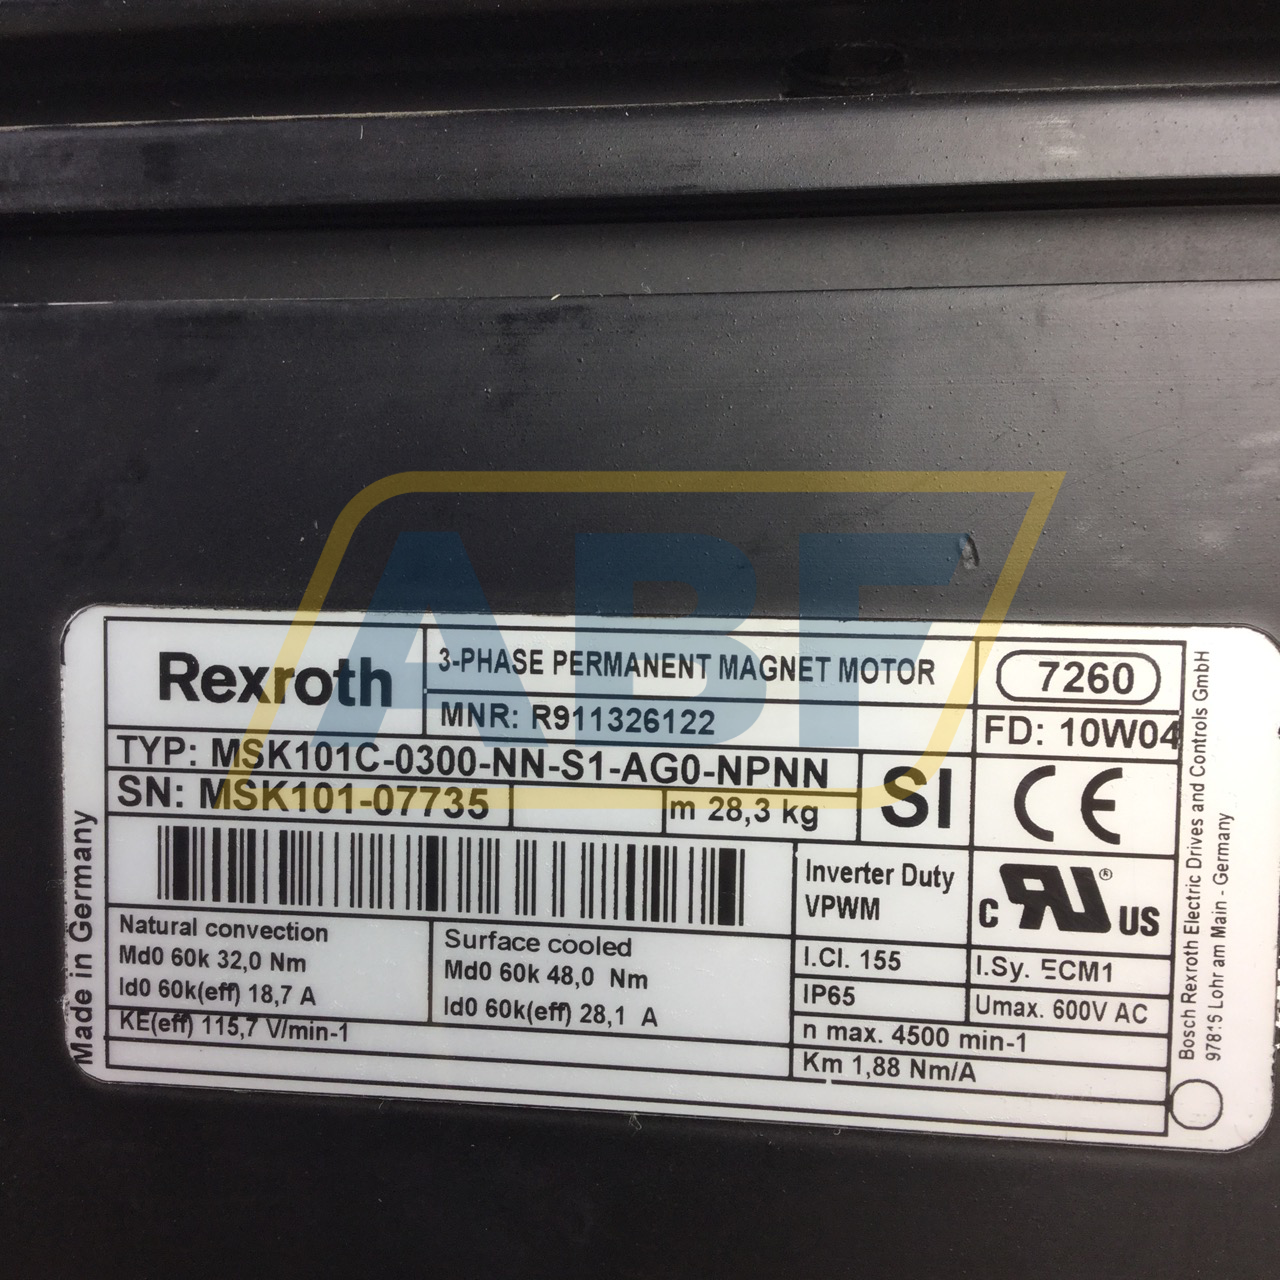 ABF
Rexroth
3-PHASE PERMANENT MAGNET MOTOR
7260
MNR: R911326122
FD: 10W04
TYP: MSK101C-0300-NN-S1-AG0-NPNN
SN: MSK101-07735
m 28,3 kg
SI
CE
Inverter Duty
VPWM
c RU ® US
Natural convection
Md0 60k 32,0 Nm
Id0 60k(eff) 18,7 A
KE(eff) 115,7 V/min-1
Surface cooled
Md0 60k 48,0 Nm
Id0 60k(eff) 28,1 A
I.Cl. 155
I.Sy. ECM1
IP65
Umax. 600V AC
n max. 4500 min-1
Km 1,88 Nm/A
Made in Germany
Bosch Rexroth Electric Drives and Controls GmbH
97816 Lohr am Main - Germany